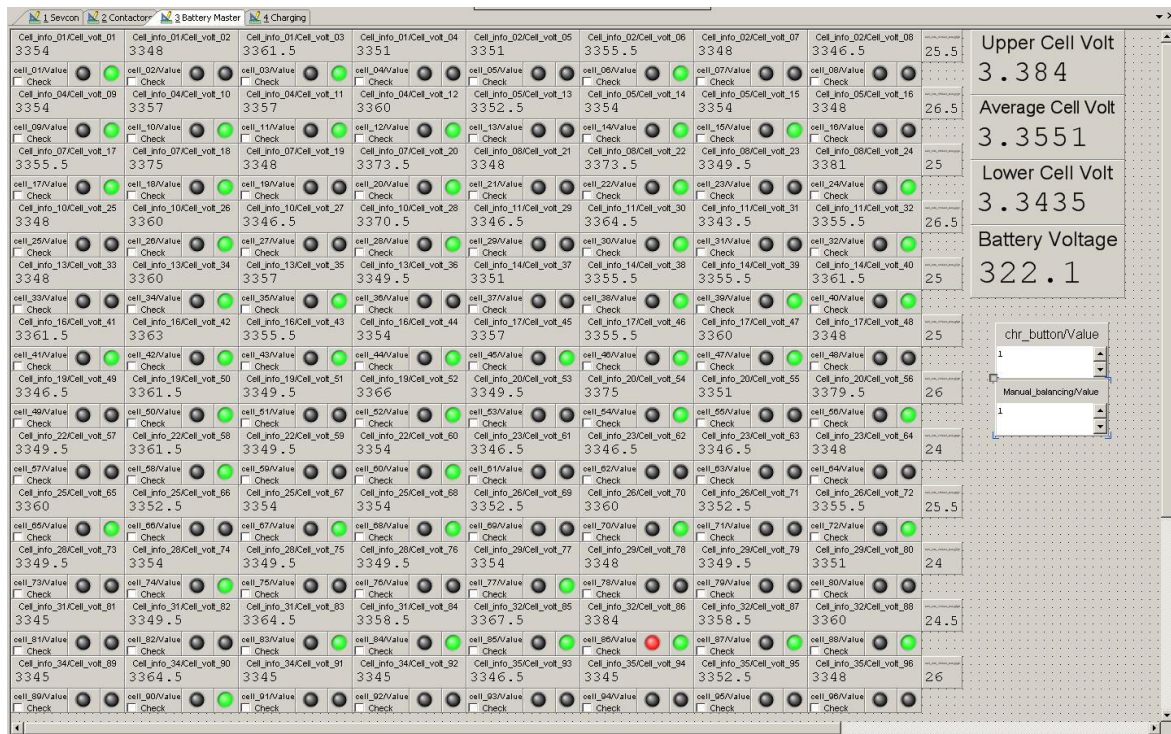 1 Sevcon 2 Contactors 3 Battery Master 4 Charging
Cell_info_01/Cell_volt_01 Cell_info_01/Cell_volt_02 Cell_info_01/Cell_volt_03 Cell_info_01/Cell_volt_04 Cell_info_02/Cell_volt_05 Cell_info_02/Cell_volt_06 Cell_info_02/Cell_volt_07 Cell_info_02/Cell_volt_08
3354 3348 3361.5 3351 3351 3355.5 3348 3346.5 25.5
cell_01/Value cell_02/Value cell_03/Value cell_04/Value cell_05/Value cell_06/Value cell_07/Value cell_08/Value
Check Check Check Check Check Check Check Check
Cell_info_04/Cell_volt_09 Cell_info_04/Cell_volt_10 Cell_info_04/Cell_volt_11 Cell_info_04/Cell_volt_12 Cell_info_05/Cell_volt_13 Cell_info_05/Cell_volt_14 Cell_info_05/Cell_volt_15 Cell_info_05/Cell_volt_16
3354 3357 3357 3360 3352.5 3354 3354 3348 26.5
cell_09/Value cell_10/Value cell_11/Value cell_12/Value cell_13/Value cell_14/Value cell_15/Value cell_16/Value
Check Check Check Check Check Check Check Check
Cell_info_07/Cell_volt_17 Cell_info_07/Cell_volt_18 Cell_info_07/Cell_volt_19 Cell_info_07/Cell_volt_20 Cell_info_08/Cell_volt_21 Cell_info_08/Cell_volt_22 Cell_info_08/Cell_volt_23 Cell_info_08/Cell_volt_24
3355.5 3375 3348 3373.5 3348 3373.5 3349.5 3381 25
cell_17/Value cell_18/Value cell_19/Value cell_20/Value cell_21/Value cell_22/Value cell_23/Value cell_24/Value
Check Check Check Check Check Check Check Check
Cell_info_10/Cell_volt_25 Cell_info_10/Cell_volt_26 Cell_info_10/Cell_volt_27 Cell_info_10/Cell_volt_28 Cell_info_11/Cell_volt_29 Cell_info_11/Cell_volt_30 Cell_info_11/Cell_volt_31 Cell_info_11/Cell_volt_32
3348 3360 3346.5 3370.5 3346.5 3364.5 3343.5 3355.5 26.5
cell_25/Value cell_26/Value cell_27/Value cell_28/Value cell_29/Value cell_30/Value cell_31/Value cell_32/Value
Check Check Check Check Check Check Check Check
Cell_info_13/Cell_volt_33 Cell_info_13/Cell_volt_34 Cell_info_13/Cell_volt_35 Cell_info_13/Cell_volt_36 Cell_info_14/Cell_volt_37 Cell_info_14/Cell_volt_38 Cell_info_14/Cell_volt_39 Cell_info_14/Cell_volt_40
3348 3360 3357 3349.5 3351 3355.5 3355.5 3361.5 25
cell_33/Value cell_34/Value cell_35/Value cell_36/Value cell_37/Value cell_38/Value cell_39/Value cell_40/Value
Check Check Check Check Check Check Check Check
Cell_info_16/Cell_volt_41 Cell_info_16/Cell_volt_42 Cell_info_16/Cell_volt_43 Cell_info_16/Cell_volt_44 Cell_info_17/Cell_volt_45 Cell_info_17/Cell_volt_46 Cell_info_17/Cell_volt_47 Cell_info_17/Cell_volt_48
3361.5 3363 3355.5 3354 3357 3355.5 3360 3348 25
cell_41/Value cell_42/Value cell_43/Value cell_44/Value cell_45/Value cell_46/Value cell_47/Value cell_48/Value
Check Check Check Check Check Check Check Check
Cell_info_19/Cell_volt_49 Cell_info_19/Cell_volt_50 Cell_info_19/Cell_volt_51 Cell_info_19/Cell_volt_52 Cell_info_20/Cell_volt_53 Cell_info_20/Cell_volt_54 Cell_info_20/Cell_volt_55 Cell_info_20/Cell_volt_56
3346.5 3361.5 3349.5 3366 3349.5 3375 3351 3379.5 26
cell_49/Value cell_50/Value cell_51/Value cell_52/Value cell_53/Value cell_54/Value cell_55/Value cell_56/Value
Check Check Check Check Check Check Check Check
Cell_info_22/Cell_volt_57 Cell_info_22/Cell_volt_58 Cell_info_22/Cell_volt_59 Cell_info_22/Cell_volt_60 Cell_info_23/Cell_volt_61 Cell_info_23/Cell_volt_62 Cell_info_23/Cell_volt_63 Cell_info_23/Cell_volt_64
3349.5 3361.5 3349.5 3354 3346.5 3346.5 3346.5 3348 24
cell_57/Value cell_58/Value cell_59/Value cell_60/Value cell_61/Value cell_62/Value cell_63/Value cell_64/Value
Check Check Check Check Check Check Check Check
Cell_info_25/Cell_volt_65 Cell_info_25/Cell_volt_66 Cell_info_25/Cell_volt_67 Cell_info_25/Cell_volt_68 Cell_info_26/Cell_volt_69 Cell_info_26/Cell_volt_70 Cell_info_26/Cell_volt_71 Cell_info_26/Cell_volt_72
3360 3352.5 3354 3354 3352.5 3360 3352.5 3355.5 25.5
cell_65/Value cell_66/Value cell_67/Value cell_68/Value cell_69/Value cell_70/Value cell_71/Value cell_72/Value
Check Check Check Check Check Check Check Check
Cell_info_28/Cell_volt_73 Cell_info_28/Cell_volt_74 Cell_info_28/Cell_volt_75 Cell_info_28/Cell_volt_76 Cell_info_29/Cell_volt_77 Cell_info_29/Cell_volt_78 Cell_info_29/Cell_volt_79 Cell_info_29/Cell_volt_80
3349.5 3354 3349.5 3349.5 3354 3348 3349.5 3351 24
cell_73/Value cell_74/Value cell_75/Value cell_76/Value cell_77/Value cell_78/Value cell_79/Value cell_80/Value
Check Check Check Check Check Check Check Check
Cell_info_31/Cell_volt_81 Cell_info_31/Cell_volt_82 Cell_info_31/Cell_volt_83 Cell_info_31/Cell_volt_84 Cell_info_32/Cell_volt_85 Cell_info_32/Cell_volt_86 Cell_info_32/Cell_volt_87 Cell_info_32/Cell_volt_88
3345 3349.5 3364.5 3358.5 3367.5 3384 3358.5 3360 24.5
cell_81/Value cell_82/Value cell_83/Value cell_84/Value cell_85/Value cell_86/Value cell_87/Value cell_88/Value
Check Check Check Check Check Check Check Check
Cell_info_34/Cell_volt_89 Cell_info_34/Cell_volt_90 Cell_info_34/Cell_volt_91 Cell_info_34/Cell_volt_92 Cell_info_35/Cell_volt_93 Cell_info_35/Cell_volt_94 Cell_info_35/Cell_volt_95 Cell_info_35/Cell_volt_96
3345 3364.5 3345 3345 3346.5 3345 3352.5 3348 26
cell_89/Value cell_90/Value cell_91/Value cell_92/Value cell_93/Value cell_94/Value cell_95/Value cell_96/Value
Check Check Check Check Check Check Check Check
Upper Cell Volt
3.384
Average Cell Volt
3.3551
Lower Cell Volt
3.3435
Battery Voltage
322.1
chr_button/Value
1
Manual_balancing/Value
1